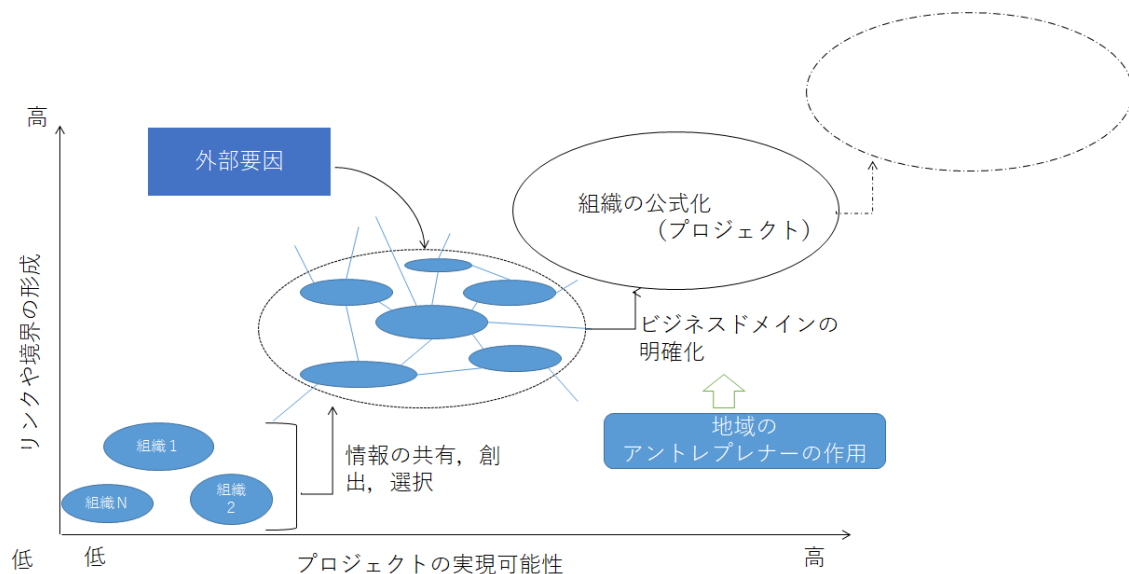 高
外部要因
組織の公式化
（プロジェクト）
リンクや境界の形成
ビジネスドメインの
明確化
地域の
アントレプレナーの作用
情報の共有，創
出，選択
組織１
組織N
組織
2
低
低
プロジェクトの実現可能性
高